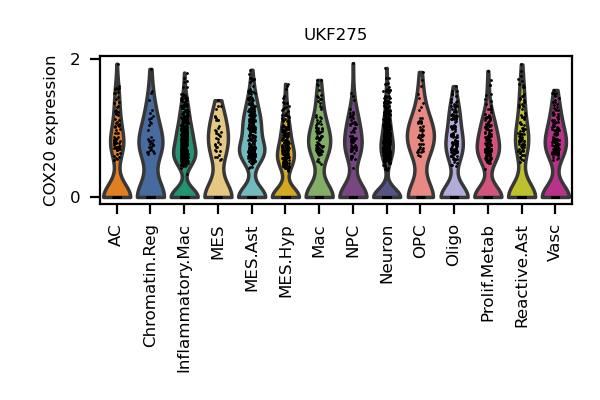 UKF275
COX20 expression
2
0
AC
Chromatin.Reg
Inflammatory.Mac
MES
MES.Ast
MES.Hyp
Mac
NPC
Neuron
OPC
Oligo
Prolif.Metab
Reactive.Ast
Vasc